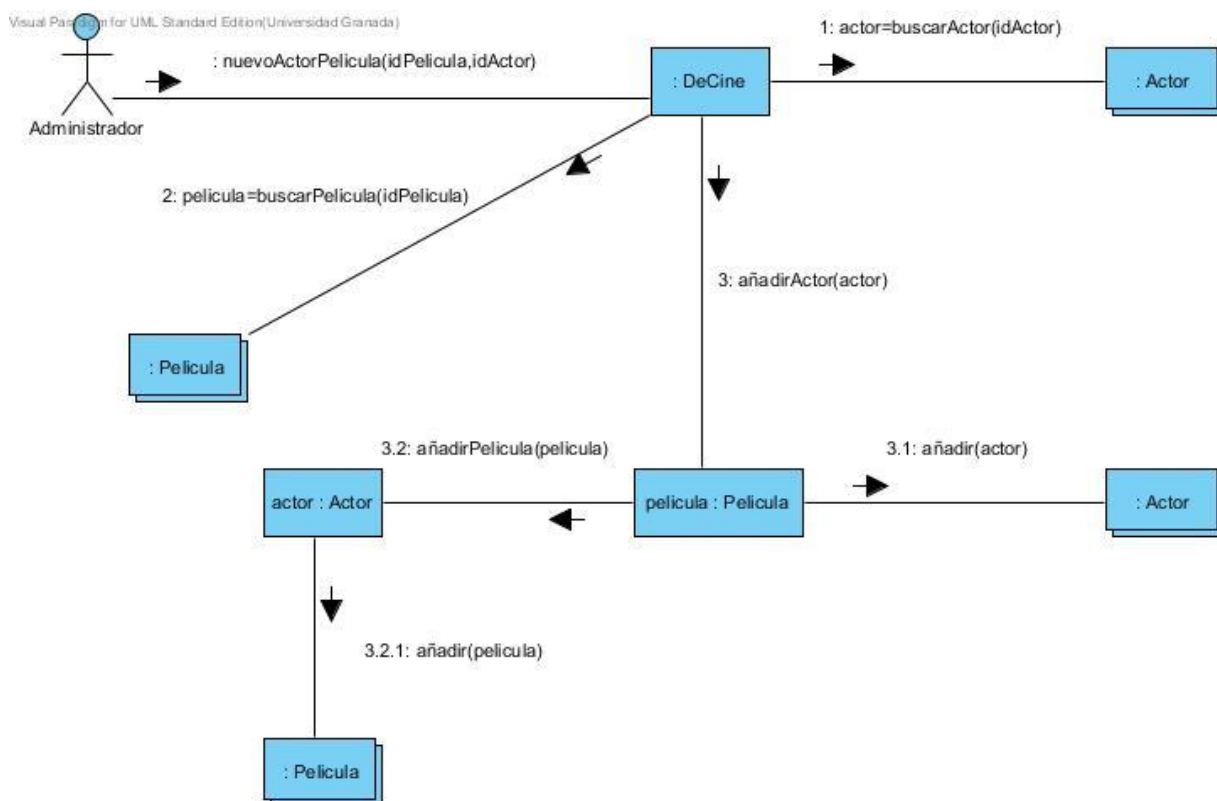 Visual Paradigm for UML Standard Edition(Universidad Granada)
1: actor=buscarActor(idActor)
: nuevoActorPelicula(idPelicula,idActor)
: DeCine
: Actor
Administrador
2: pelicula=buscarPelicula(idPelicula)
3: añadirActor(actor)
: Pelicula
3.2: añadirPelicula(pelicula)
3.1: añadir(actor)
actor : Actor
pelicula : Pelicula
: Actor
3.2.1: añadir(pelicula)
: Pelicula